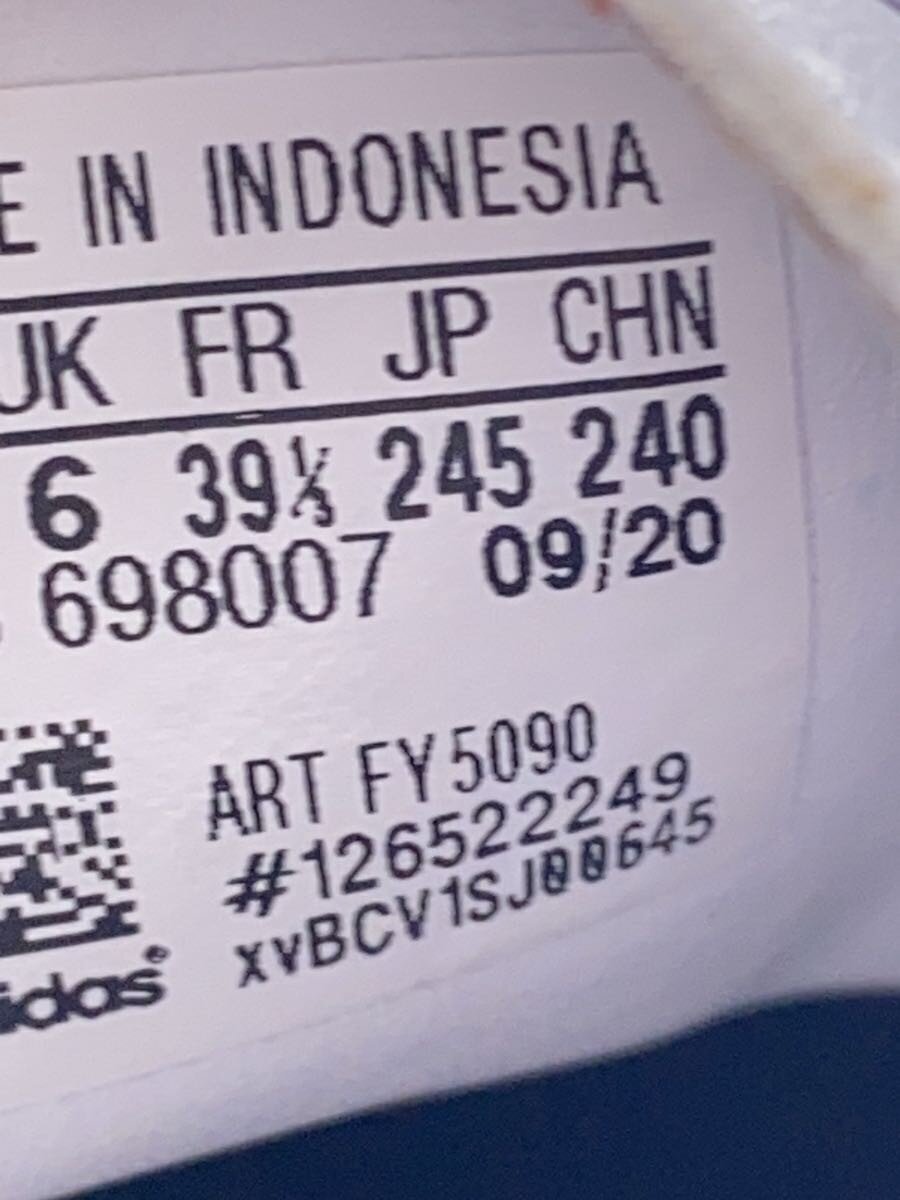 E IN INDONESIA
UK FR JP CHN
6 39⅓ 245 240
698007 09/20
ART FY5090
#126522249
xvBCV1SJ00645
idas®